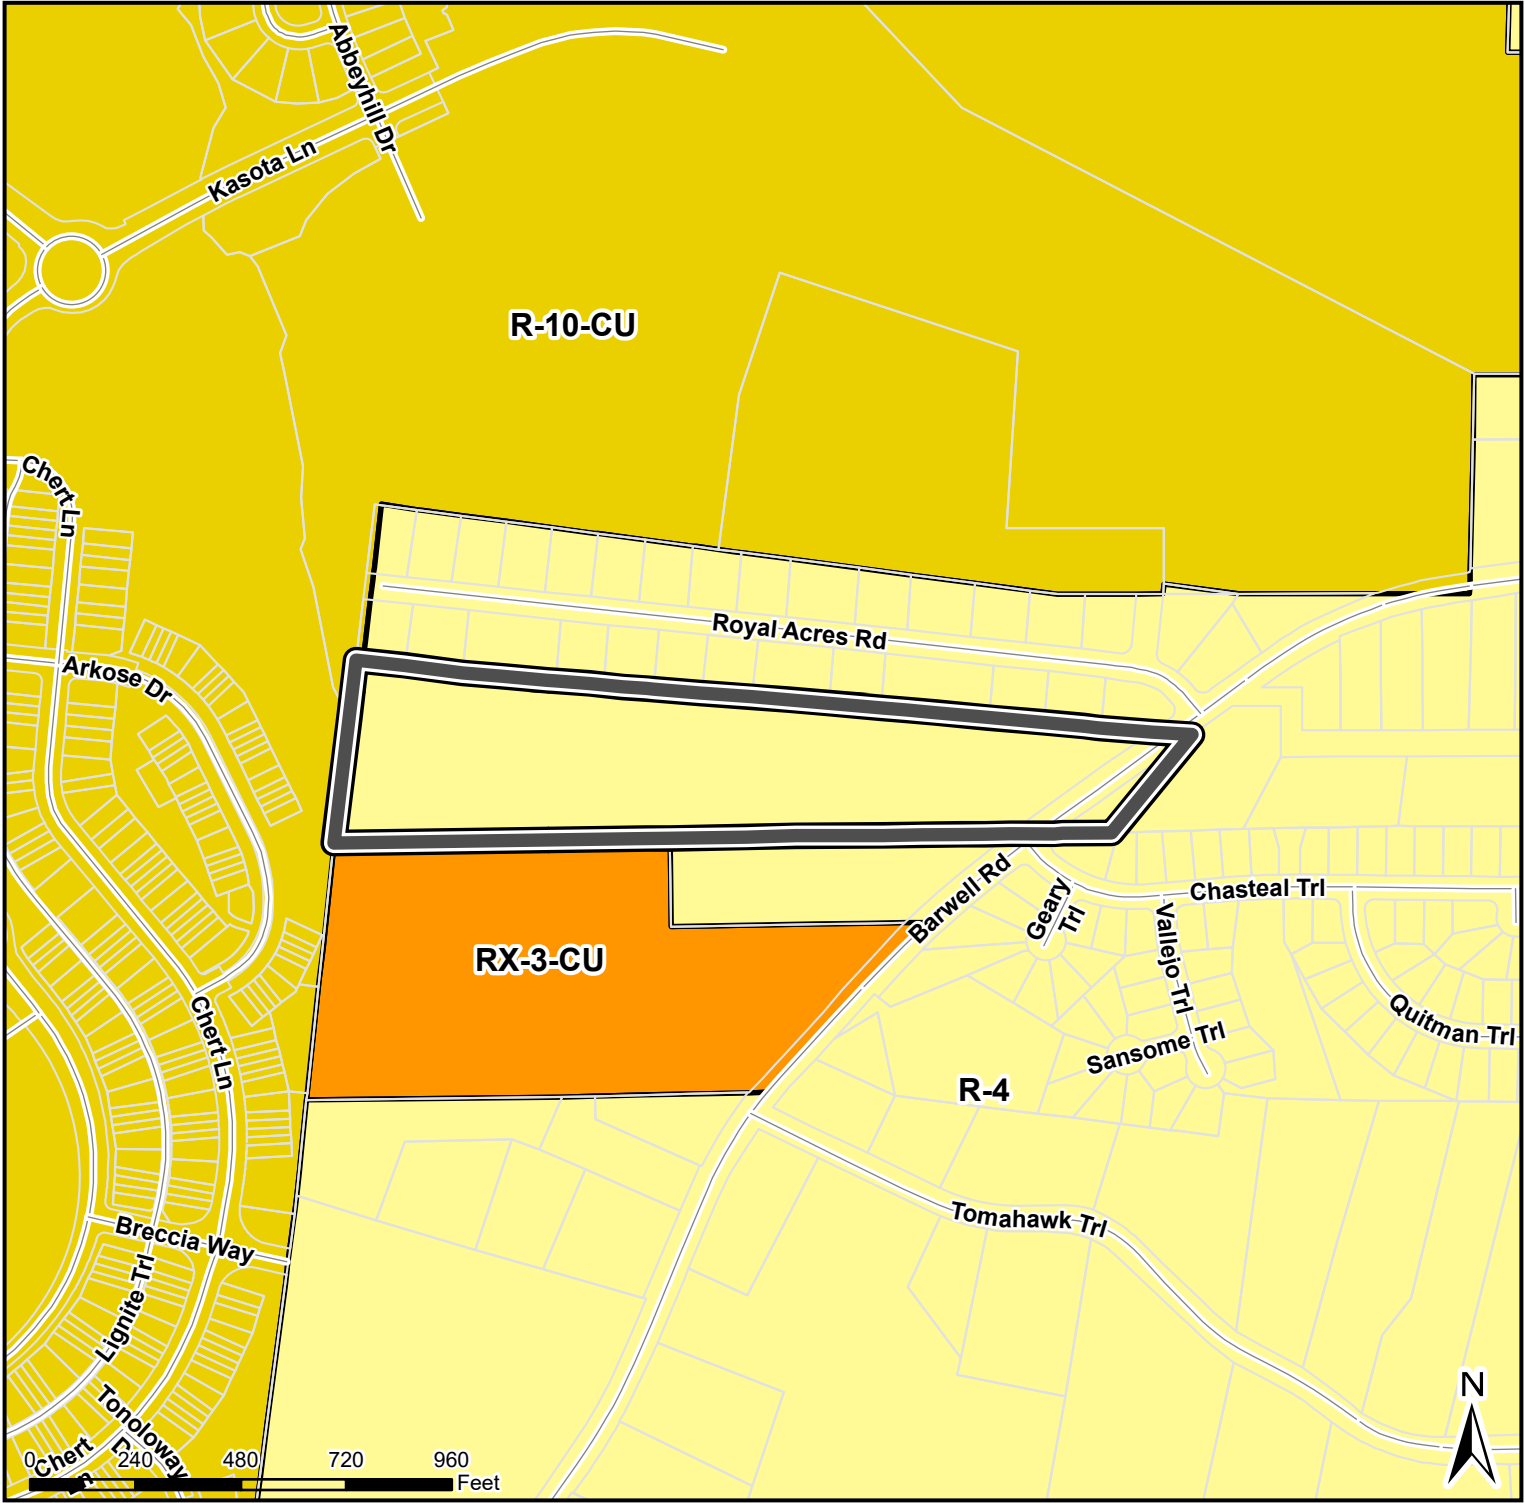 Abbeyhill Dr
Kasota Ln
R-10-CU
Chert Ln
Royal Acres Rd
Arkose Dr
Barwell Rd
Geary
Trl
Chasteal Trl
Vallejo Trl
RX-3-CU
Quitman Trl
Chert Ln
Sansome Trl
R-4
Tomahawk Trl
Breccia Way
Lignite Trl
Tonoloway
D
Chert
Ln
N
0 240 480 720 960
Feet